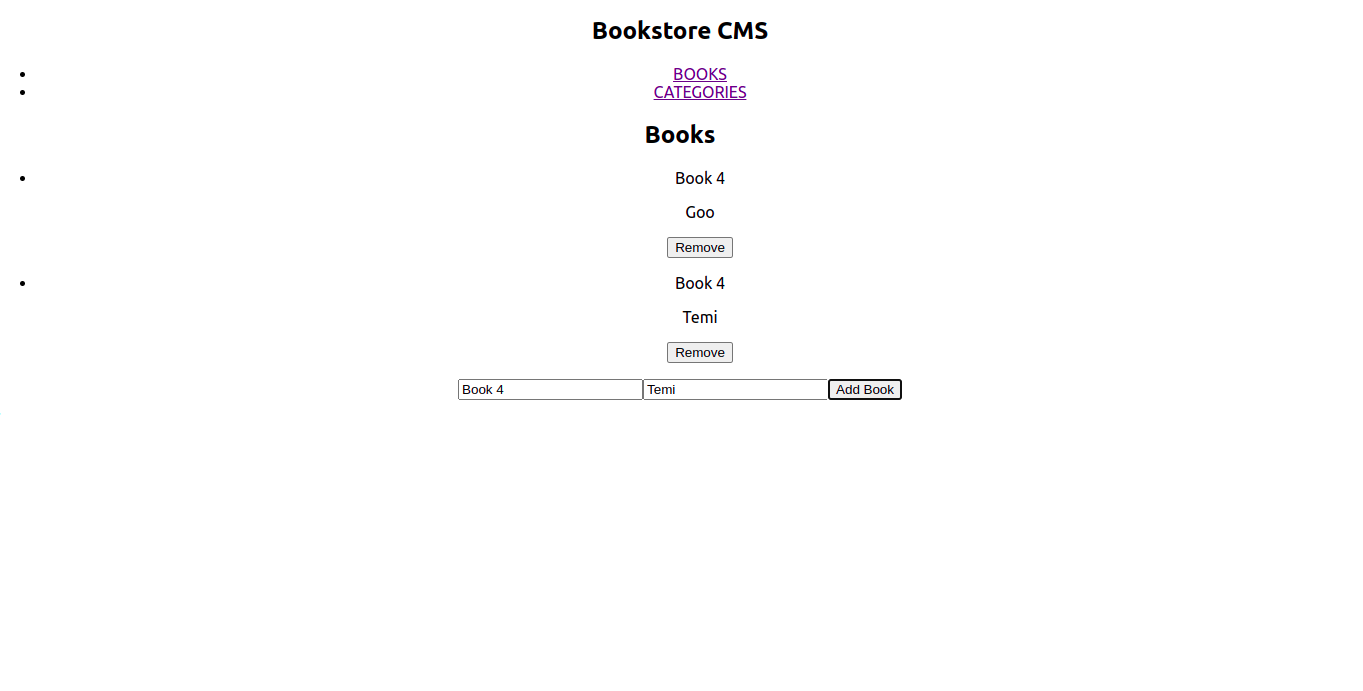 Bookstore CMS
BOOKS
CATEGORIES
Books
Book 4
Goo
Remove
Book 4
Temi
Remove
Book 4 Temi Add Book